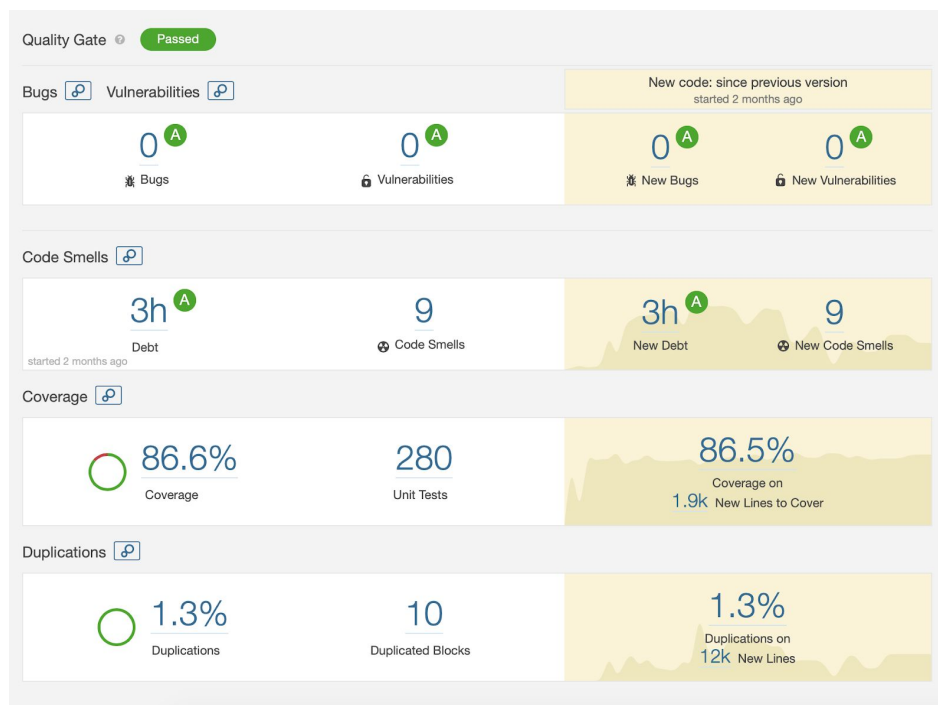 Quality Gate ? Passed
Bugs Vulnerabilities
New code: since previous version
started 2 months ago
0 A
Bugs
0 A
Vulnerabilities
0 A
New Bugs
0 A
New Vulnerabilities
Code Smells
3h A
Debt
started 2 months ago
9
Code Smells
3h A
New Debt
9
New Code Smells
Coverage
86.6%
Coverage
280
Unit Tests
86.5%
Coverage on
1.9k New Lines to Cover
Duplications
1.3%
Duplications
10
Duplicated Blocks
1.3%
Duplications on
12k New Lines